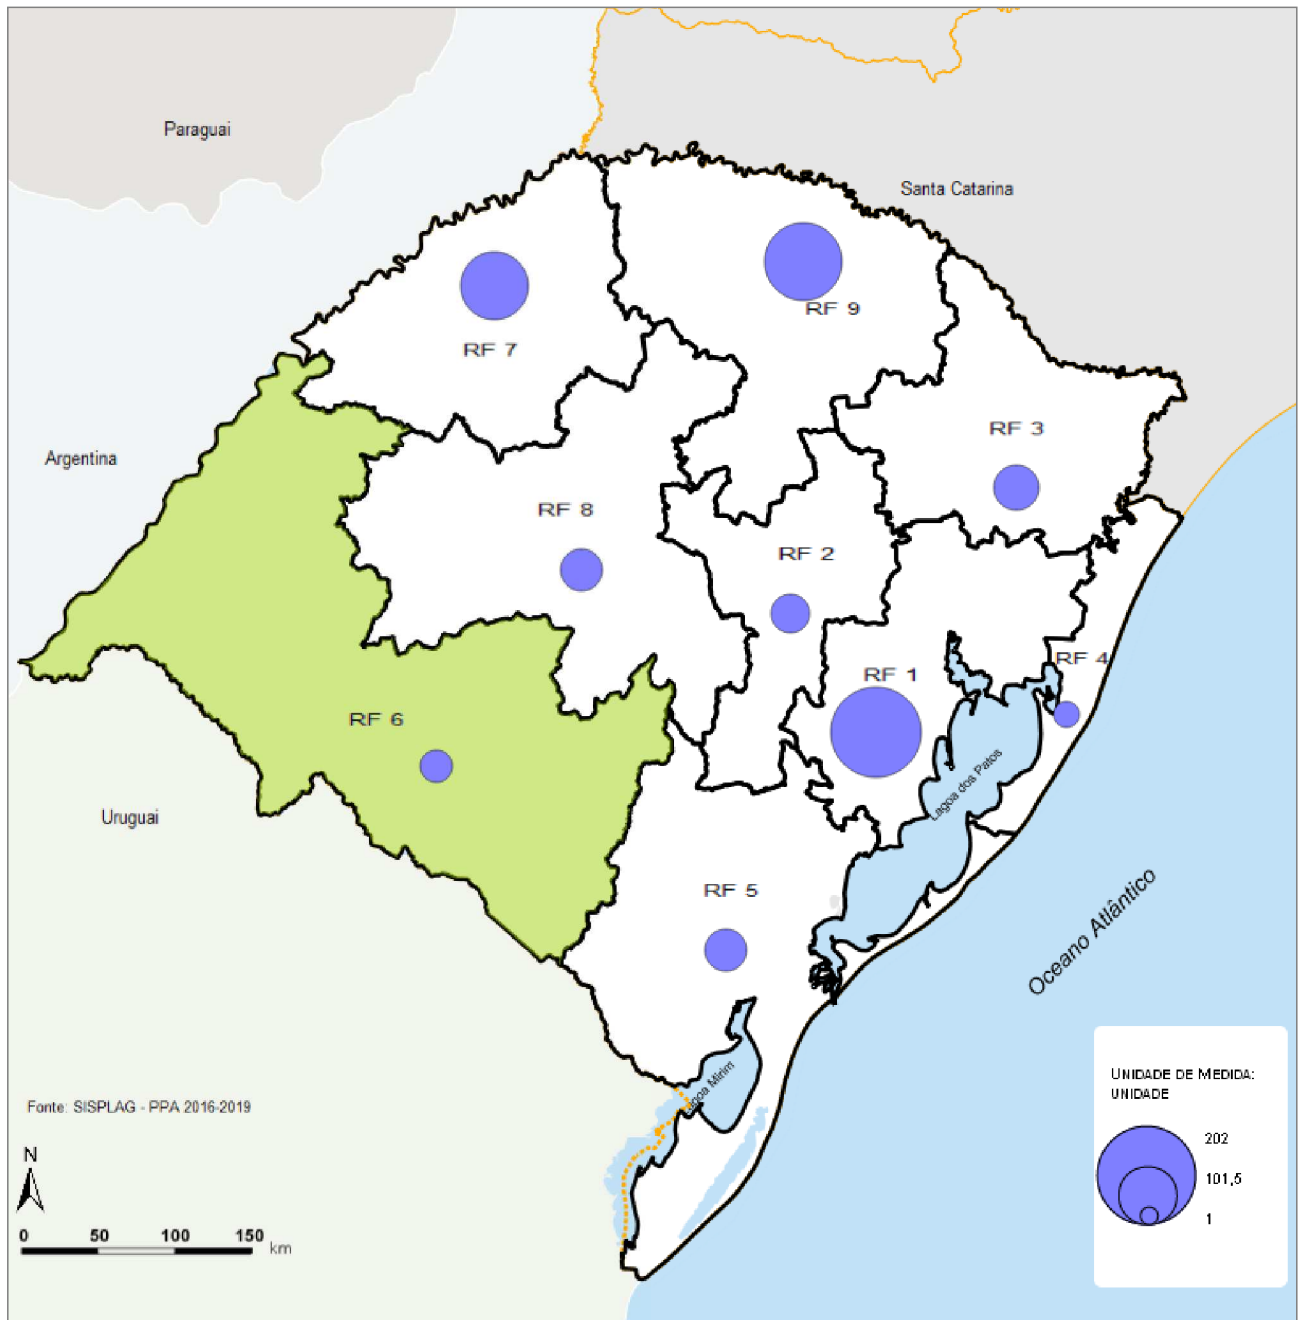 Paraguai
Santa Catarina
RF 9
RF 7
RF 3
Argentina
RF 8
RF 2
RF 4
RF 1
RF 6
Lagoa dos Patos
Uruguai
RF 5
Oceano Atlântico
Lagoa Mirim
UNIDADE DE MEDIDA:
UNIDADE
202
101,5
1
Fonte: SISPLAG - PPA 2016-2019
N
0 50 100 150
km